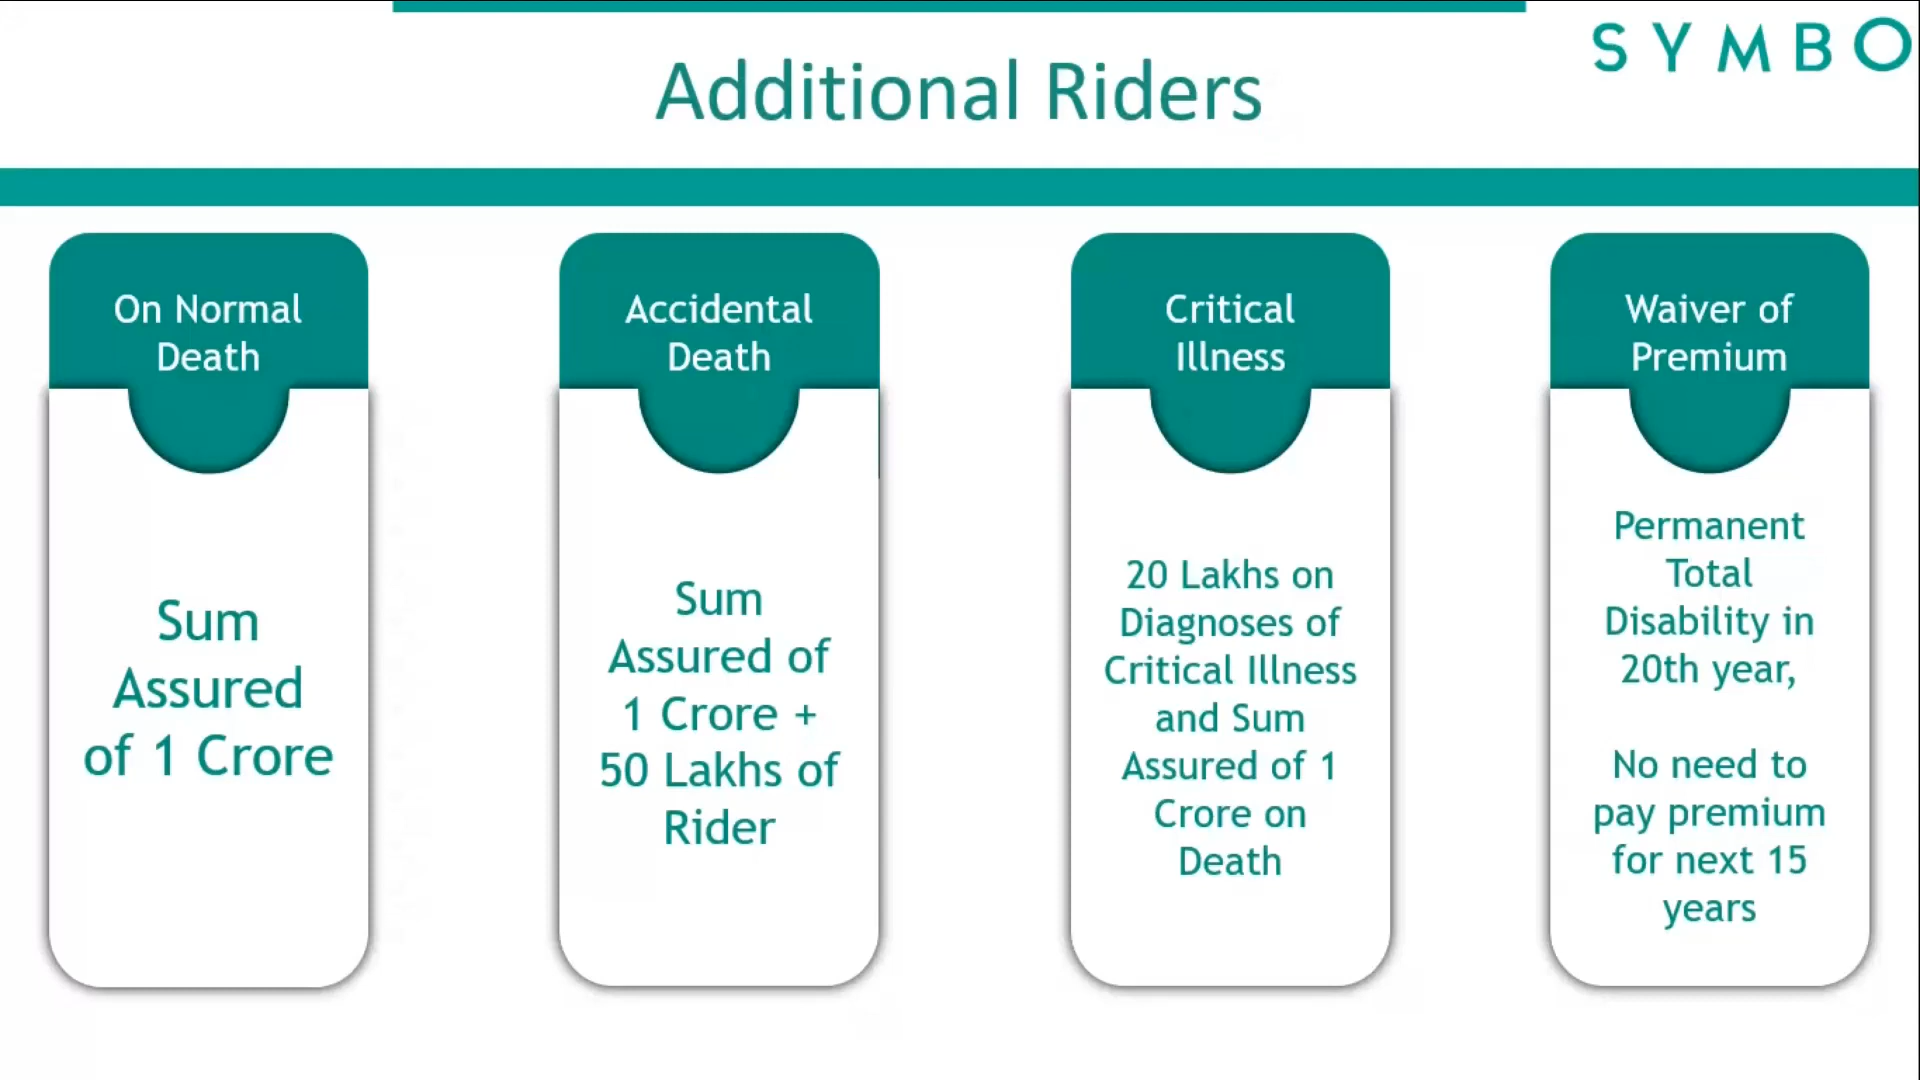 SYMBO
Additional Riders
On Normal
Death
Sum
Assured
of 1 Crore
Accidental
Death
Sum
Assured of
1 Crore +
50 Lakhs of
Rider
Critical
Illness
20 Lakhs on
Diagnoses of
Critical Illness
and Sum
Assured of 1
Crore on
Death
Waiver of
Premium
Permanent
Total
Disability in
20th year,
No need to
pay premium
for next 15
years